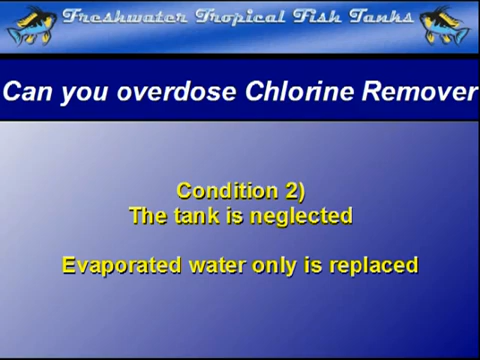 Freshwater Tropical Fish Tanks
Can you overdose Chlorine Remover
Condition 2)
The tank is neglected
Evaporated water only is replaced